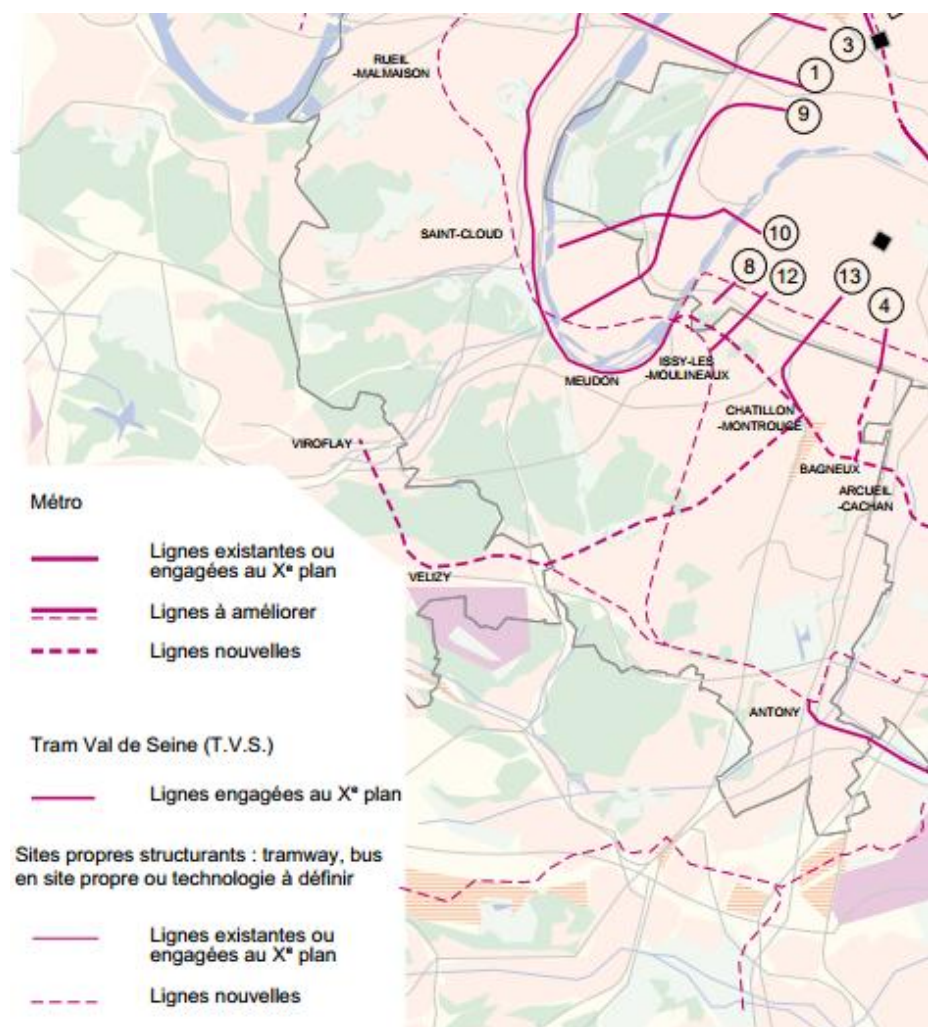 3
1
RUEIL
-MALMAISON
9
SAINT-CLOUD
10
8
12
13
4
ISSY-LES
-MOULINEAUX
MEUDON
CHATILLON
-MONTROUGE
VIROFLAY
BAGNEUX
ARCUEIL
-CACHAN
VELIZY
ANTONY
Métro
Lignes existantes ou
engagées au Xᵉ plan
Lignes à améliorer
Lignes nouvelles
Tram Val de Seine (T.V.S.)
Lignes engagées au Xᵉ plan
Sites propres structurants : tramway, bus
en site propre ou technologie à définir
Lignes existantes ou
engagées au Xᵉ plan
Lignes nouvelles